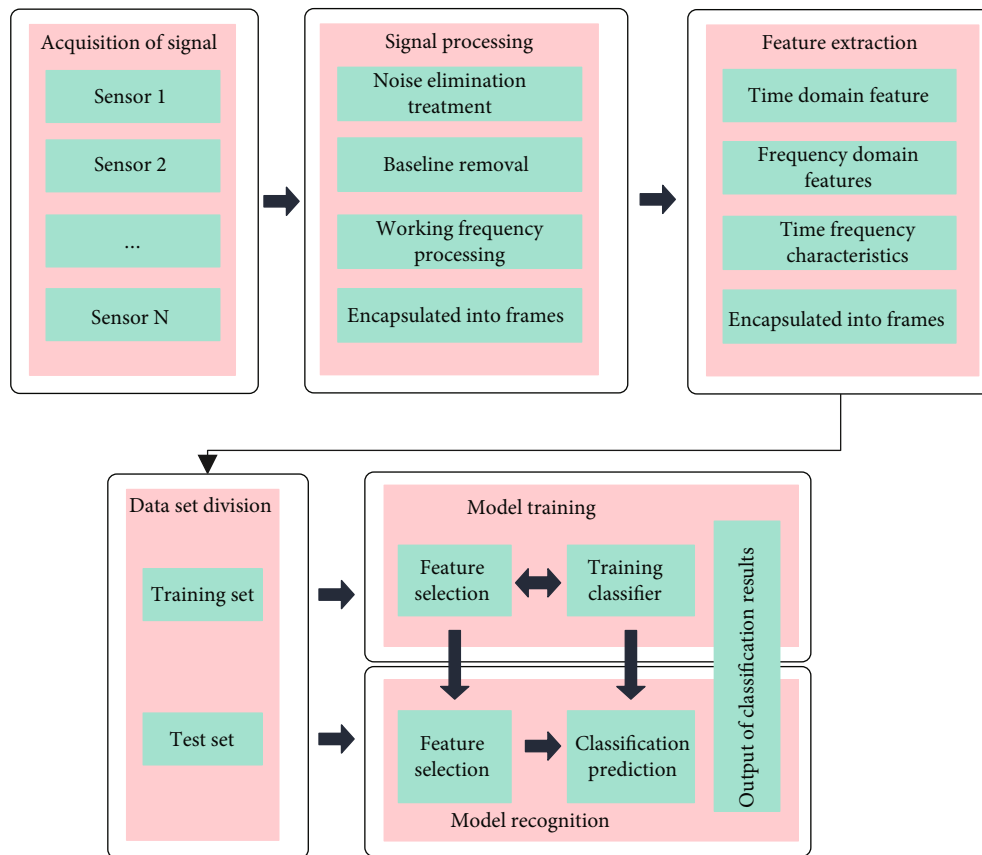 Acquisition of signal
Sensor 1
Sensor 2
...
Sensor N
Signal processing
Noise elimination
treatment
Baseline removal
Working frequency
processing
Encapsulated into frames
Feature extraction
Time domain feature
Frequency domain
features
Time frequency
characteristics
Encapsulated into frames
Data set division
Training set
Test set
Model training
Feature
selection
Training
classifier
Feature
selection
Classification
prediction
Model recognition
Output of classification results